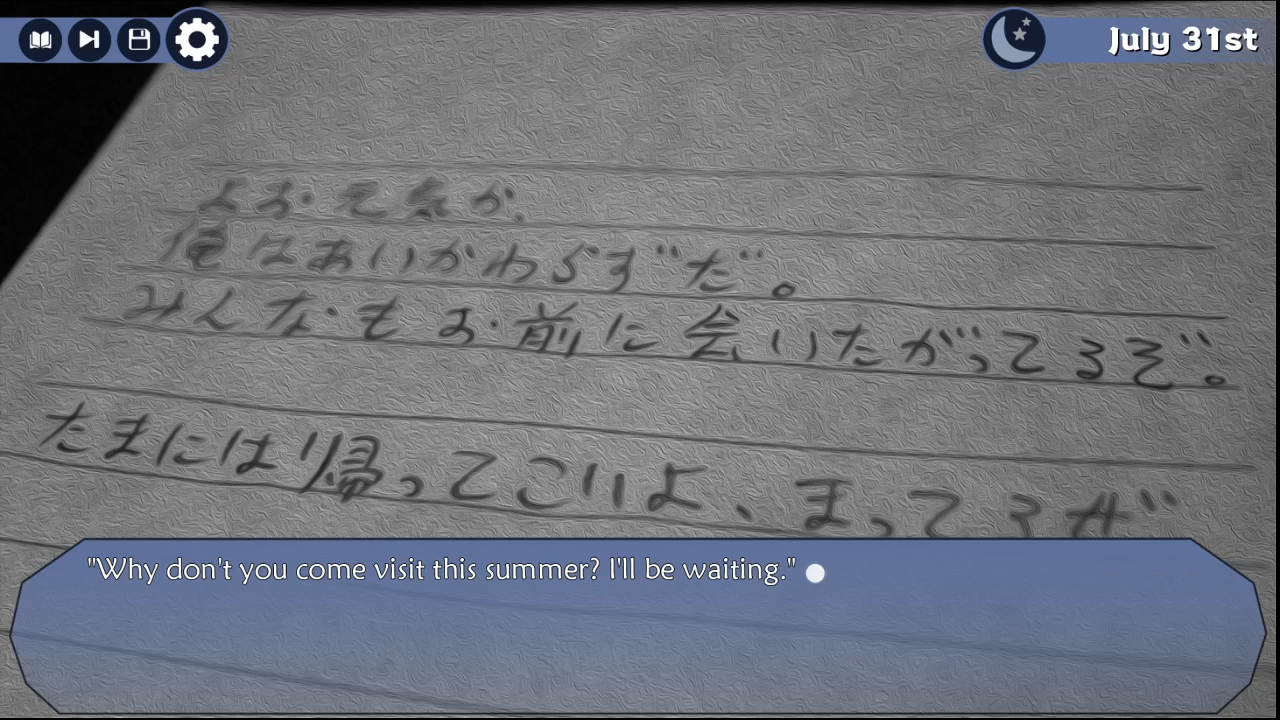 July 31st
よお元気か、
俺はあいかわらずだ。
みんなもお前に会いたがってるぞ。
たまには帰ってこいよ、まってるぜ
"Why don't you come visit this summer? I'll be waiting."